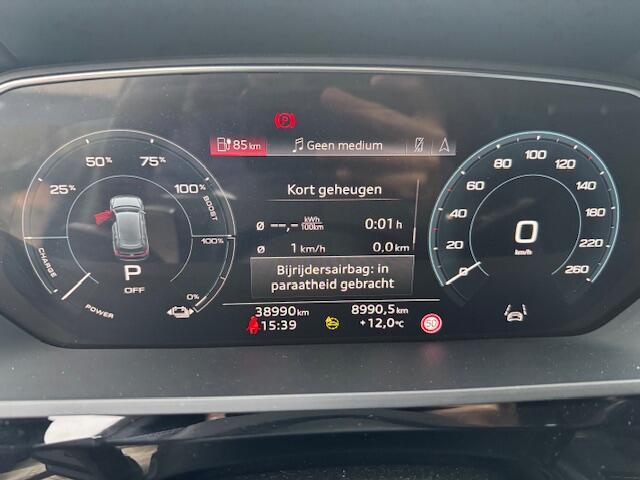 P
85 km
Geen medium
Kort geheugen
ø --,- kWh/100km 0:01 h
ø 1 km/h 0,0 km
Bijrijdersairbag: in
paraatheid gebracht
38990 km 8990,5 km
15:39 +12,0 °C
50
25% 50% 75% 100%
BOOST
100%
0%
CHARGE
POWER
P
OFF
0 20 40 60 80 100 120 140 180 220 260
0
km/h